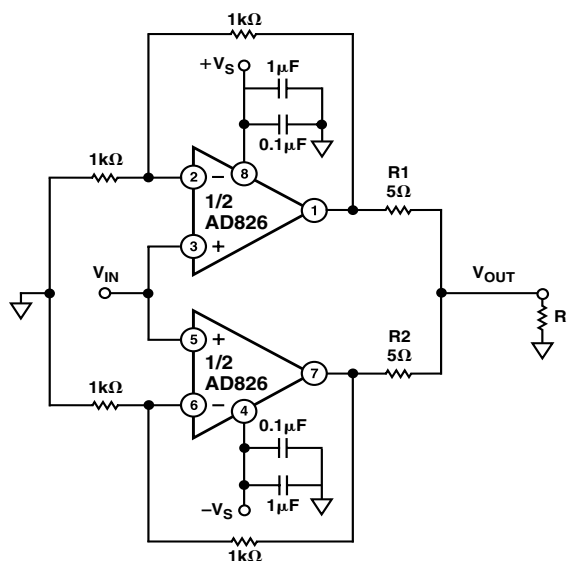 1kΩ
+VS
1µF
0.1µF
1kΩ
2
−
8
1/2
AD826
1
R1
5Ω
3
+
VIN
VOUT
R
5
+
1/2
AD826
7
R2
5Ω
1kΩ
6
−
4
0.1µF
1µF
−VS
1kΩ